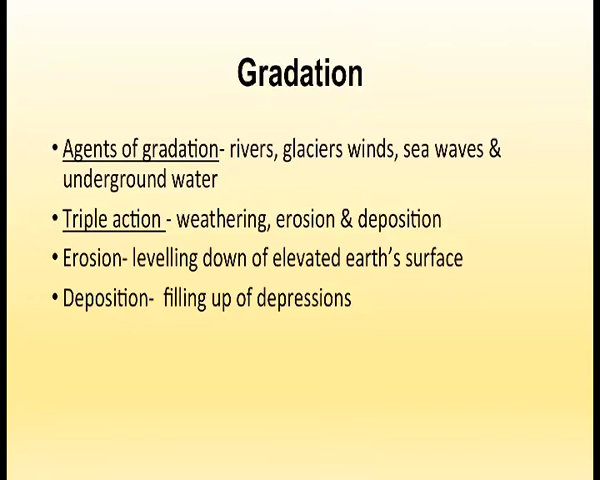 Gradation
• Agents of gradation- rivers, glaciers winds, sea waves &
underground water
• Triple action - weathering, erosion & deposition
• Erosion- levelling down of elevated earth's surface
• Deposition-  filling up of depressions